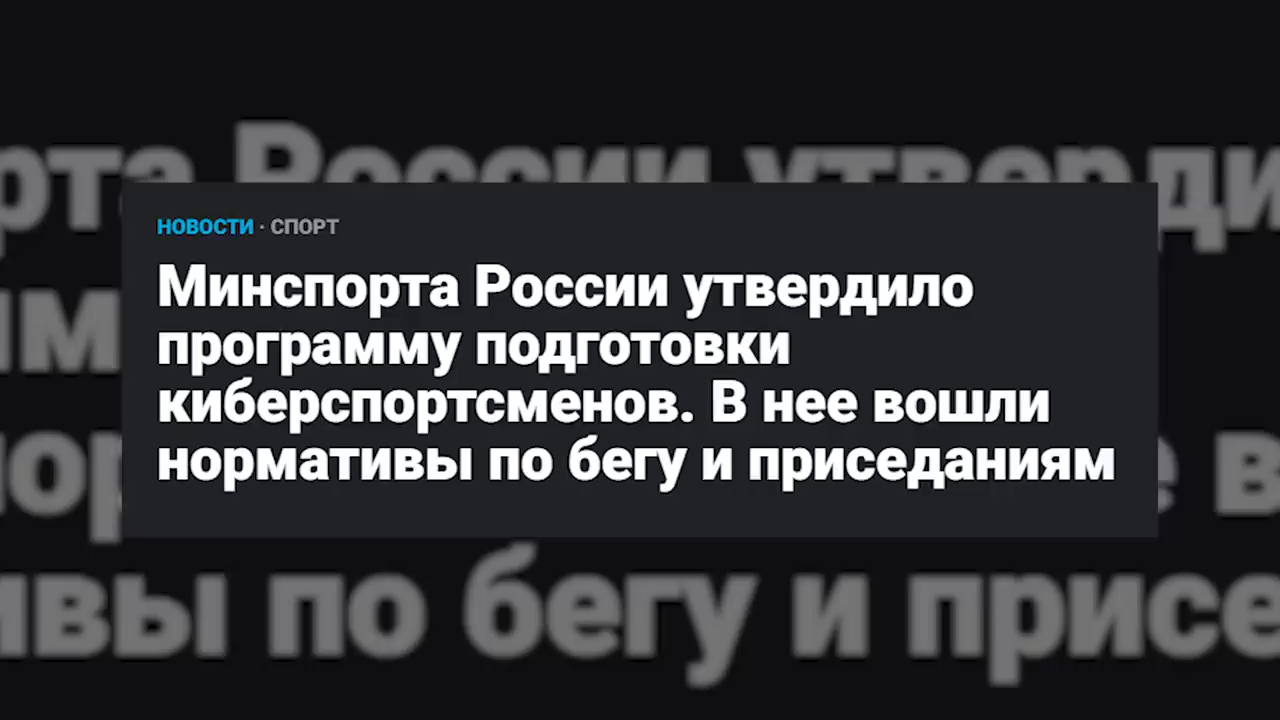 НОВОСТИ · СПОРТ
Минспорта России утвердило
программу подготовки
киберспортсменов. В нее вошли
нормативы по бегу и приседаниям